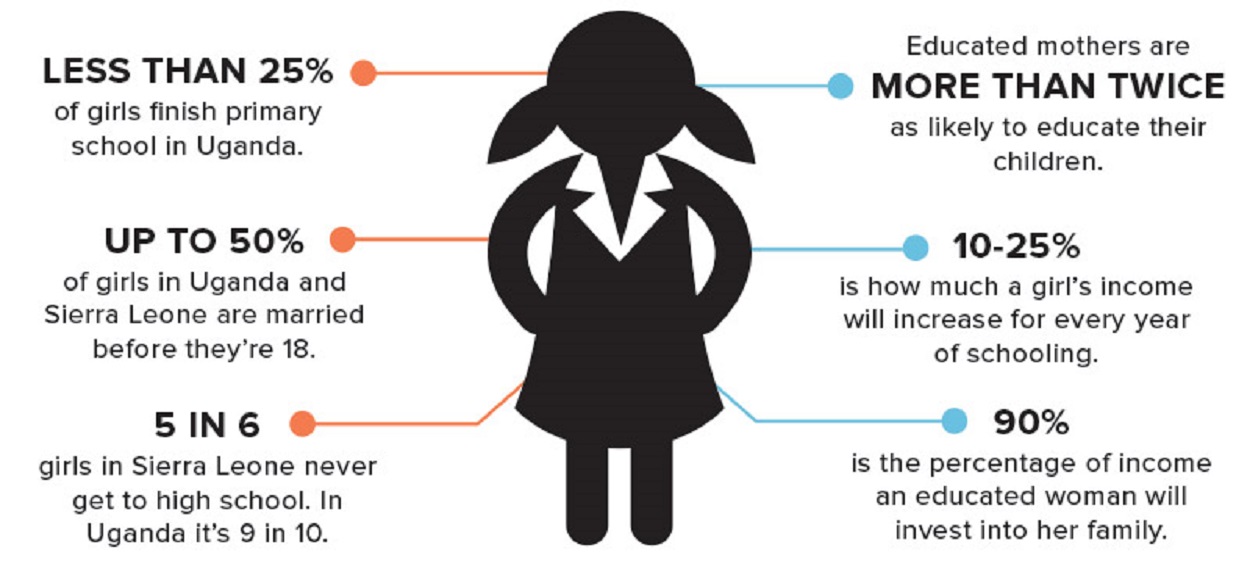 LESS THAN 25%
of girls finish primary
school in Uganda.
UP TO 50%
of girls in Uganda and
Sierra Leone are married
before they're 18.
5 IN 6
girls in Sierra Leone never
get to high school. In
Uganda it's 9 in 10.
Educated mothers are
MORE THAN TWICE
as likely to educate their
children.
10-25%
is how much a girl's income
will increase for every year
of schooling.
90%
is the percentage of income
an educated woman will
invest into her family.